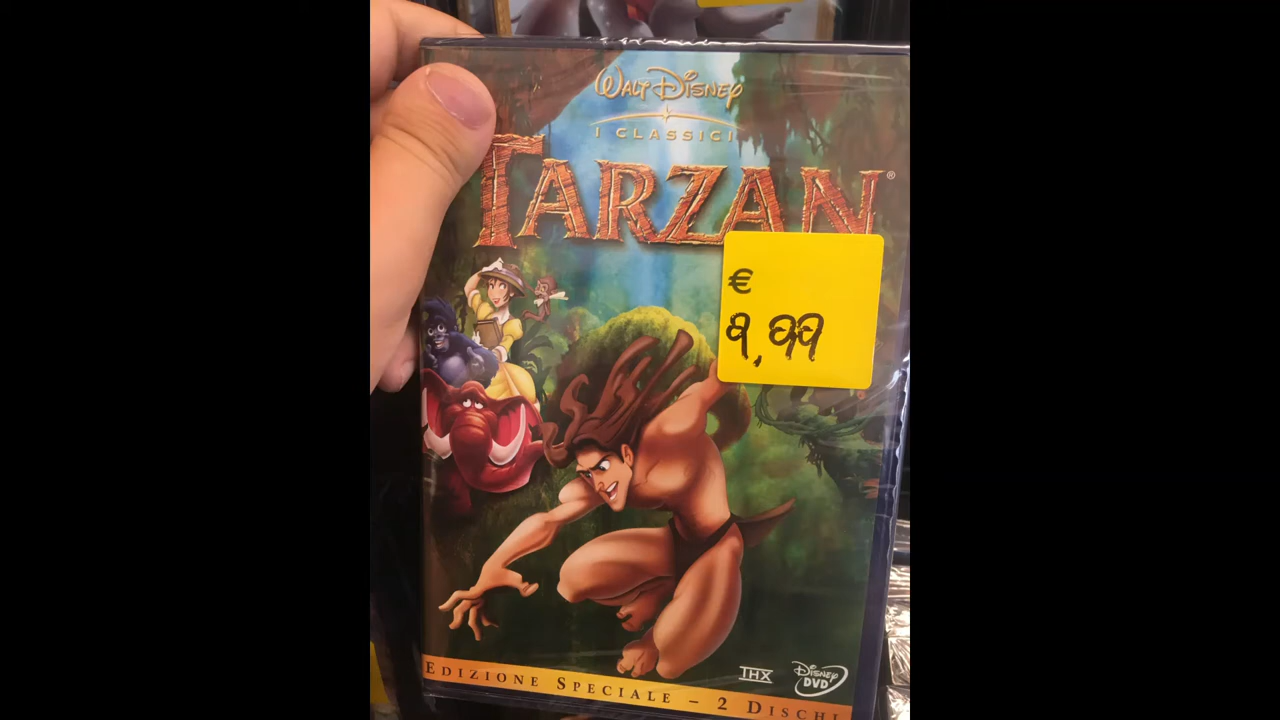 WALT DISNEY
I CLASSICI
TARZAN®
€
9,99
EDIZIONE SPECIALE – 2 DISCHI
THX
DISNEY
DVD